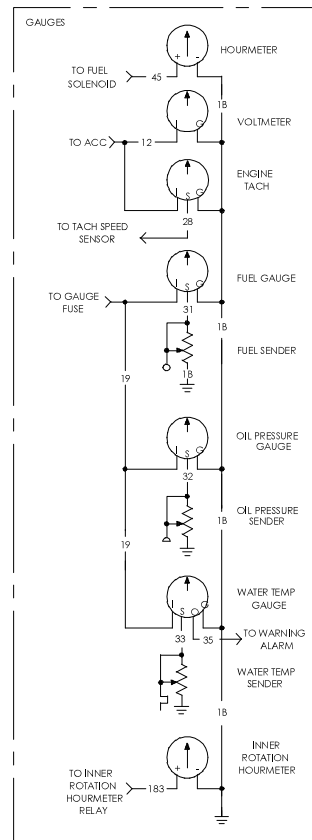 GAUGES
HOURMETER
+ -
TO FUEL
SOLENOID
45
1B
VOLTMETER
I G
TO ACC
12
ENGINE
TACH
I S G
28
TO TACH SPEED
SENSOR
FUEL GAUGE
I S G
TO GAUGE
FUSE
31
1B
FUEL SENDER
19
1B
OIL PRESSURE
GAUGE
I S G
32
OIL PRESSURE
SENDER
1B
19
WATER TEMP
GAUGE
I S O G
33
35
TO WARNING
ALARM
WATER TEMP
SENDER
1B
INNER
ROTATION
HOURMETER
+ -
TO INNER
ROTATION
HOURMETER
RELAY
183